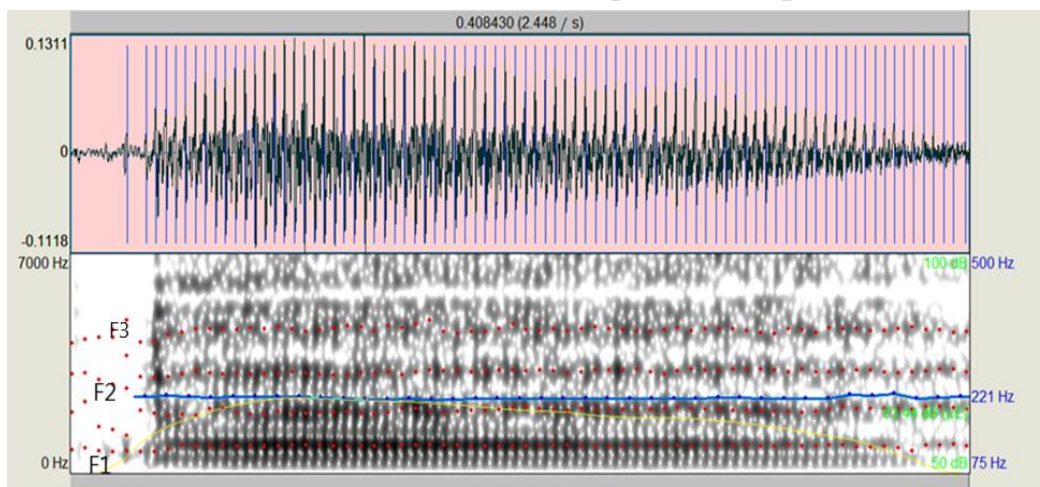 0.408430 (2.448 / s)
0.1311
0
-0.1118
7000 Hz
100 dB 500 Hz
F3
F2
221 Hz
F1
0 Hz
50 dB 75 Hz